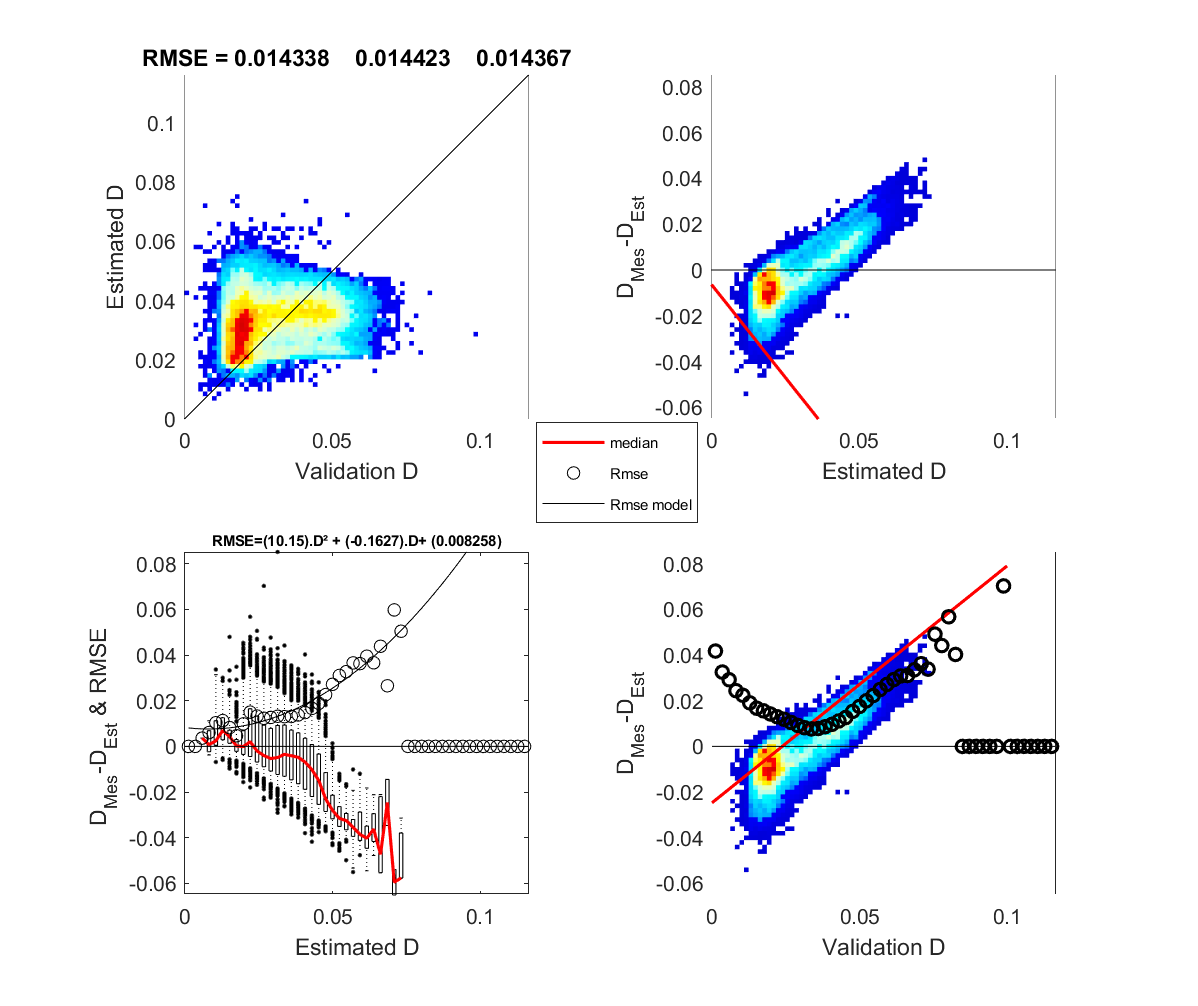 RMSE = 0.014338 0.014423 0.014367
0.1
0.08
0.06
0.04
0.02
0
0 0.05 0.1
Estimated D
Validation D
0.08
0.06
0.04
0.02
0
-0.02
-0.04
-0.06
0 0.05 0.1
D_Mes-D_Est
Estimated D
median
Rmse
Rmse model
RMSE=(10.15).D² + (-0.1627).D+ (0.008258)
0.08
0.06
0.04
0.02
0
-0.02
-0.04
-0.06
0 0.05 0.1
D_Mes-D_Est & RMSE
Estimated D
0.08
0.06
0.04
0.02
0
-0.02
-0.04
-0.06
0 0.05 0.1
D_Mes-D_Est
Validation D